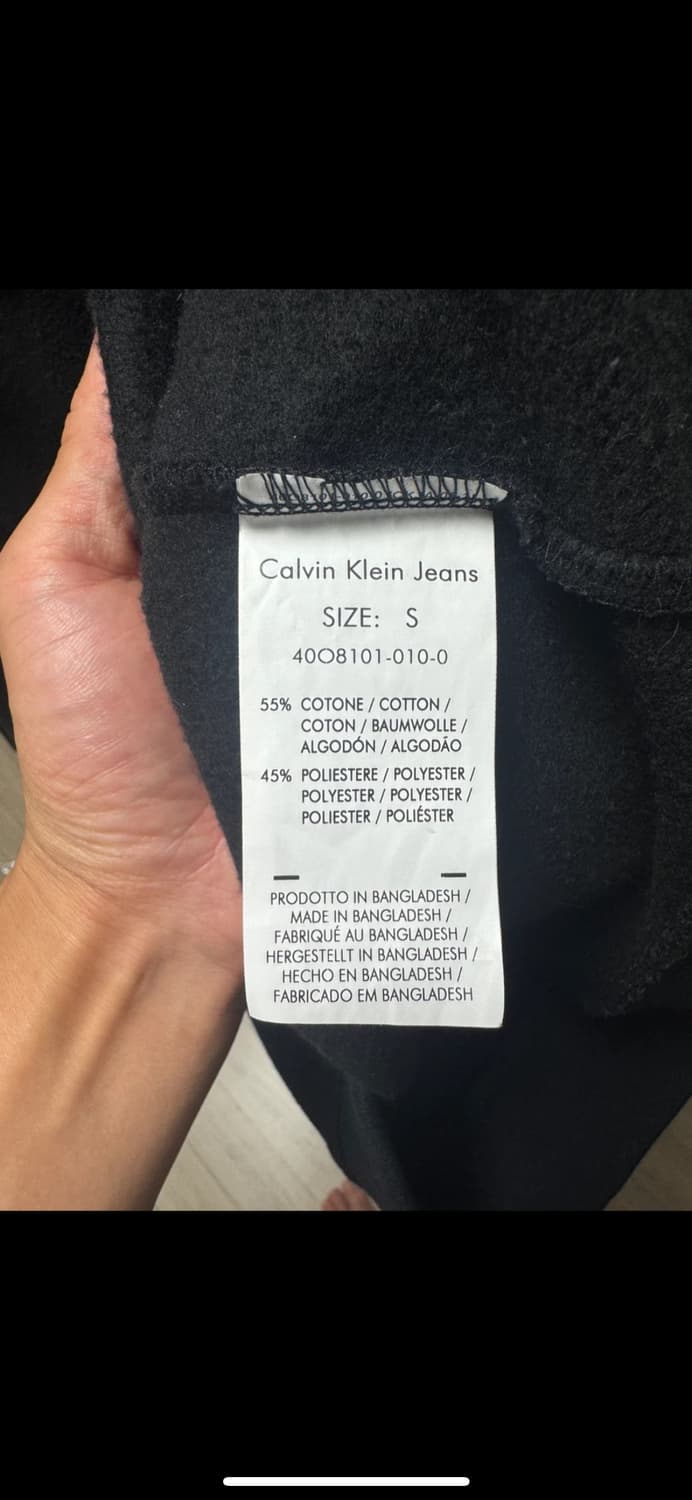 Calvin Klein Jeans
SIZE: S
40O8101-010-0
55% COTONE / COTTON /
COTON / BAUMWOLLE /
ALGODÓN / ALGODÃO
45% POLIESTERE / POLYESTER /
POLYESTER / POLYESTER /
POLIESTER / POLIÉSTER
PRODOTTO IN BANGLADESH /
MADE IN BANGLADESH /
FABRIQUÉ AU BANGLADESH /
HERGESTELLT IN BANGLADESH /
HECHO EN BANGLADESH /
FABRICADO EM BANGLADESH